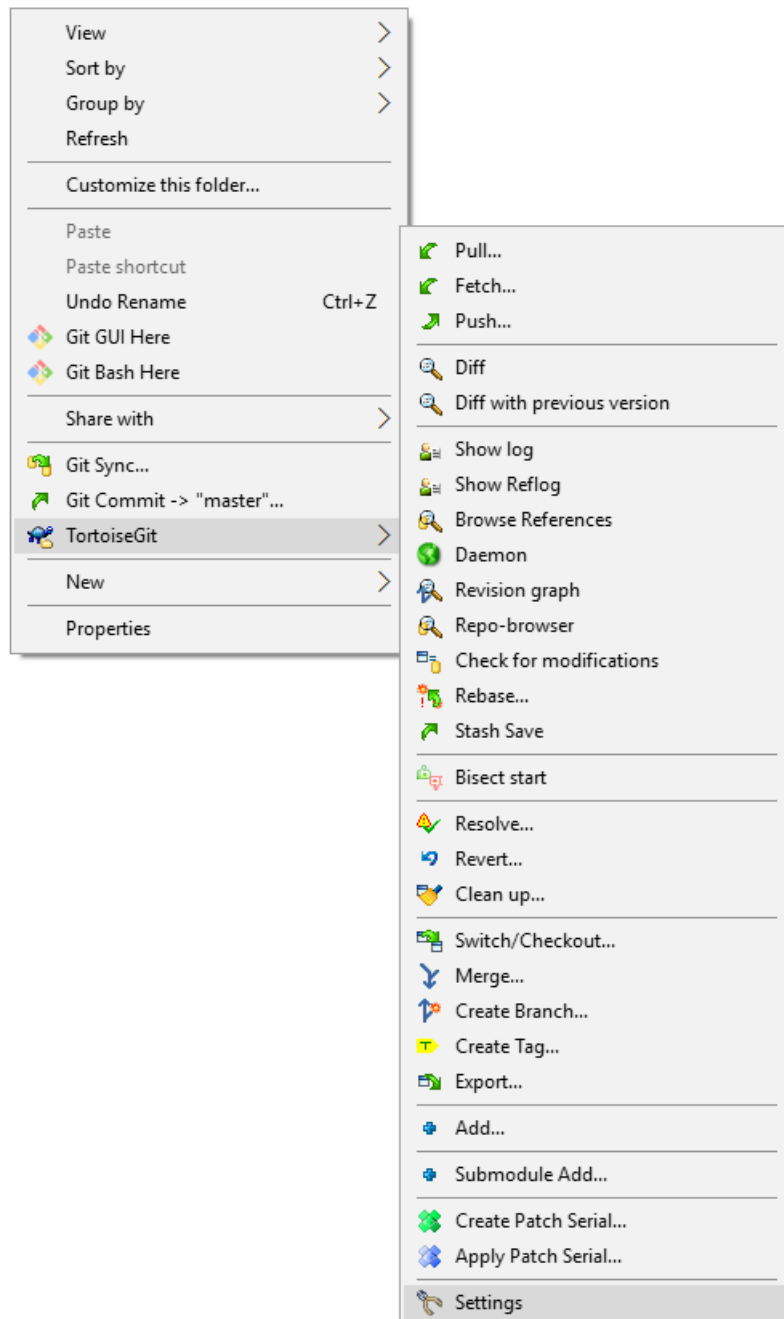 View
Sort by
Group by
Refresh
Customize this folder...
Paste
Paste shortcut
Undo Rename Ctrl+Z
Git GUI Here
Git Bash Here
Share with
Git Sync...
Git Commit -> "master"...
TortoiseGit
New
Properties
Pull...
Fetch...
Push...
Diff
Diff with previous version
Show log
Show Reflog
Browse References
Daemon
Revision graph
Repo-browser
Check for modifications
Rebase...
Stash Save
Bisect start
Resolve...
Revert...
Clean up...
Switch/Checkout...
Merge...
Create Branch...
Create Tag...
Export...
Add...
Submodule Add...
Create Patch Serial...
Apply Patch Serial...
Settings